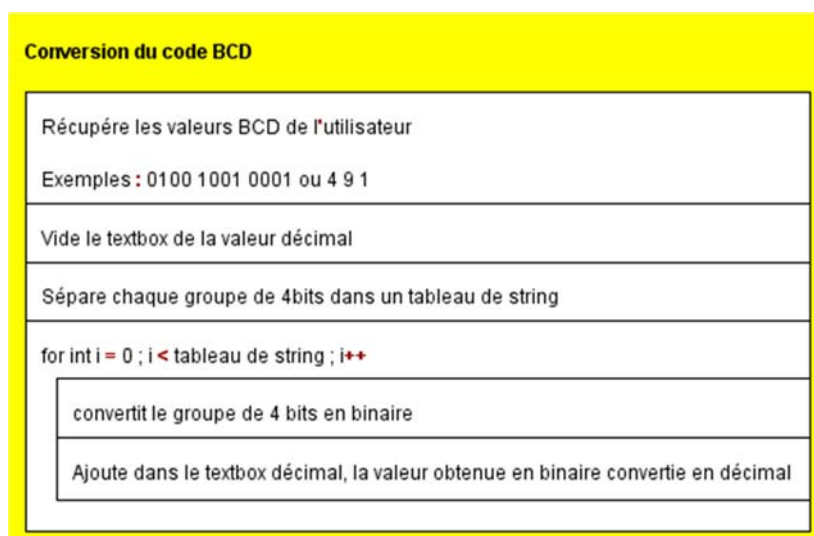 Conversion du code BCD
Récupére les valeurs BCD de l'utilisateur
Exemples : 0100 1001 0001 ou 4 9 1
Vide le textbox de la valeur décimal
Sépare chaque groupe de 4bits dans un tableau de string
for int i = 0 ; i < tableau de string ; i++
convertit le groupe de 4 bits en binaire
Ajoute dans le textbox décimal, la valeur obtenue en binaire convertie en décimal